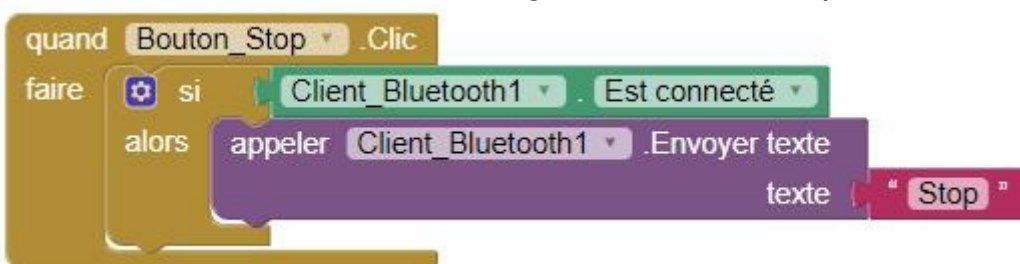 quand Bouton_Stop .Clic
faire si Client_Bluetooth1 . Est connecté
alors appeler Client_Bluetooth1 .Envoyer texte
texte " Stop "